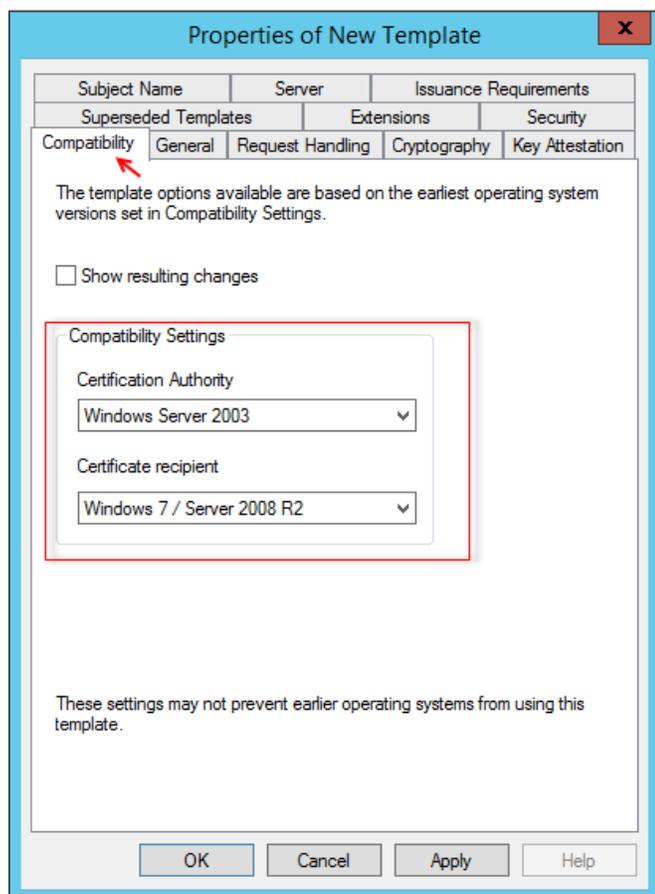 Properties of New Template
x
Subject Name Server Issuance Requirements
Superseded Templates Extensions Security
Compatibility General Request Handling Cryptography Key Attestation
The template options available are based on the earliest operating system
versions set in Compatibility Settings.
Show resulting changes
Compatibility Settings
Certification Authority
Windows Server 2003
Certificate recipient
Windows 7 / Server 2008 R2
These settings may not prevent earlier operating systems from using this
template.
OK Cancel Apply Help